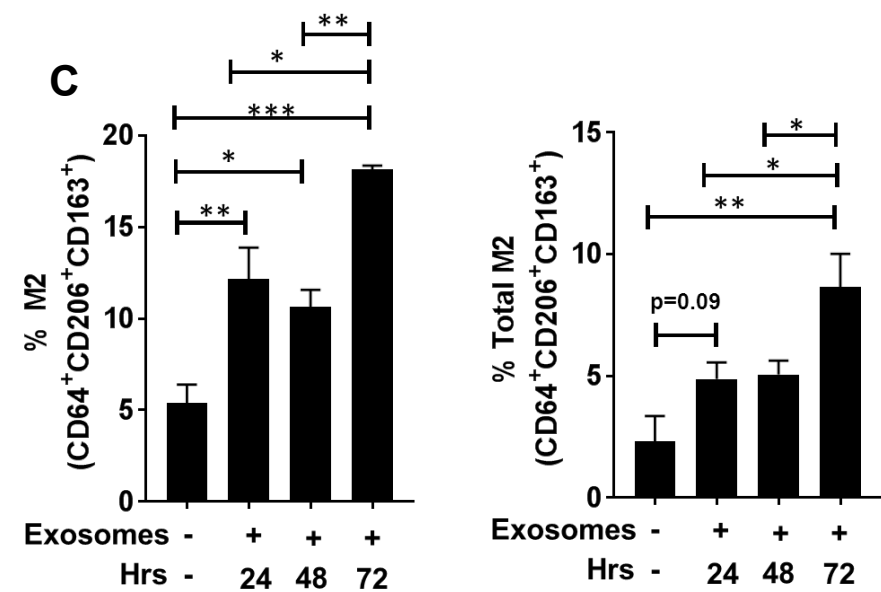 C
**
*
***
*
**
20
15
10
5
0
% M2
(CD64⁺CD206⁺CD163⁺)
Exosomes - + + +
Hrs - 24 48 72
*
*
**
p=0.09
15
10
5
0
% Total M2
(CD64⁺CD206⁺CD163⁺)
Exosomes - + + +
Hrs - 24 48 72